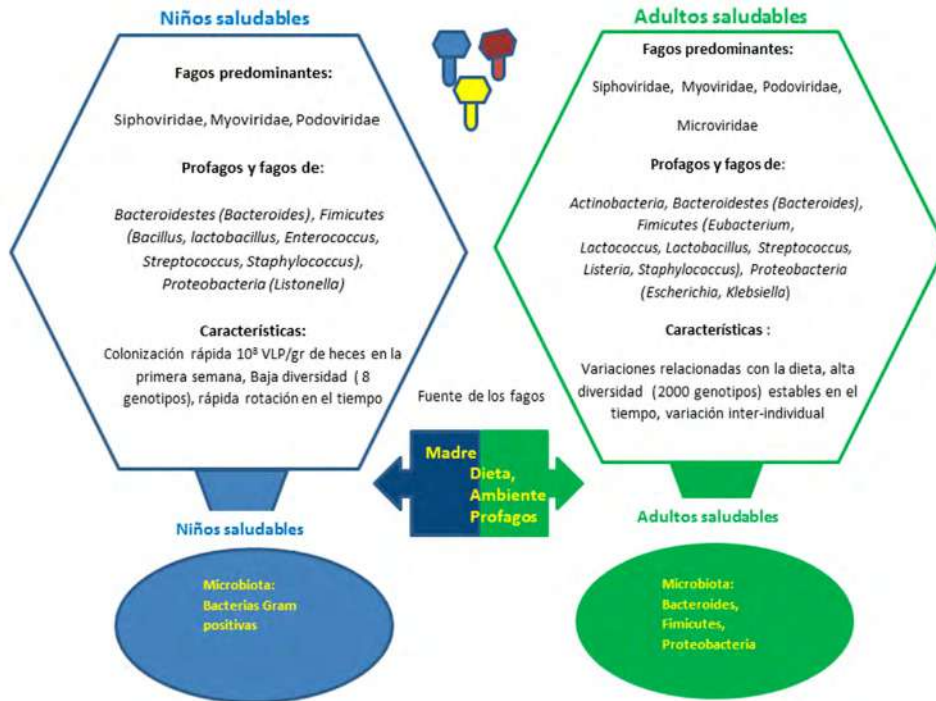 Niños saludables
Fagos predominantes:
Siphoviridae, Myoviridae, Podoviridae
Profagos y fagos de:
Bacteroidestes (Bacteroides), Fimicutes
(Bacillus, lactobacillus, Enterococcus,
Streptococcus, Staphylococcus),
Proteobacteria (Listonella)
Características:
Colonización rápida 10⁸ VLP/gr de heces en la
primera semana, Baja diversidad ( 8
genotipos), rápida rotación en el tiempo
Adultos saludables
Fagos predominantes:
Siphoviridae, Myoviridae, Podoviridae,
Microviridae
Profagos y fagos de:
Actinobacteria, Bacteroidestes (Bacteroides),
Fimicutes (Eubacterium,
Lactococcus, Lactobacillus, Streptococcus,
Listeria, Staphylococcus), Proteobacteria
(Escherichia, Klebsiella)
Características :
Variaciones relacionadas con la dieta, alta
diversidad (2000 genotipos) estables en el
tiempo, variación inter-individual
Fuente de los fagos
Madre
Dieta,
Ambiente
Profagos
Niños saludables
Microbiota:
Bacterias Gram
positivas
Adultos saludables
Microbiota:
Bacteroides,
Fimicutes,
Proteobacteria